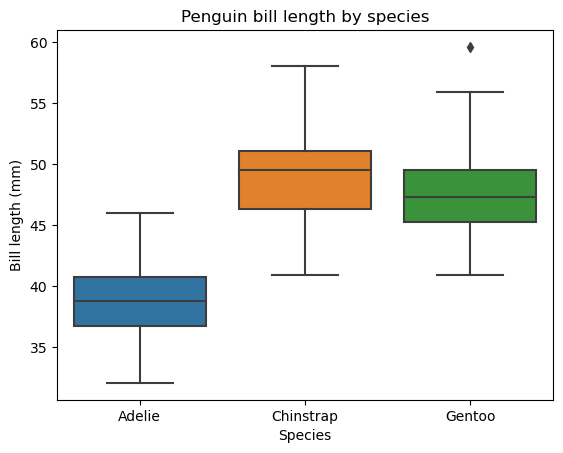 Penguin bill length by species
Bill length (mm)
60
55
50
45
40
35
Adelie
Chinstrap
Gentoo
Species